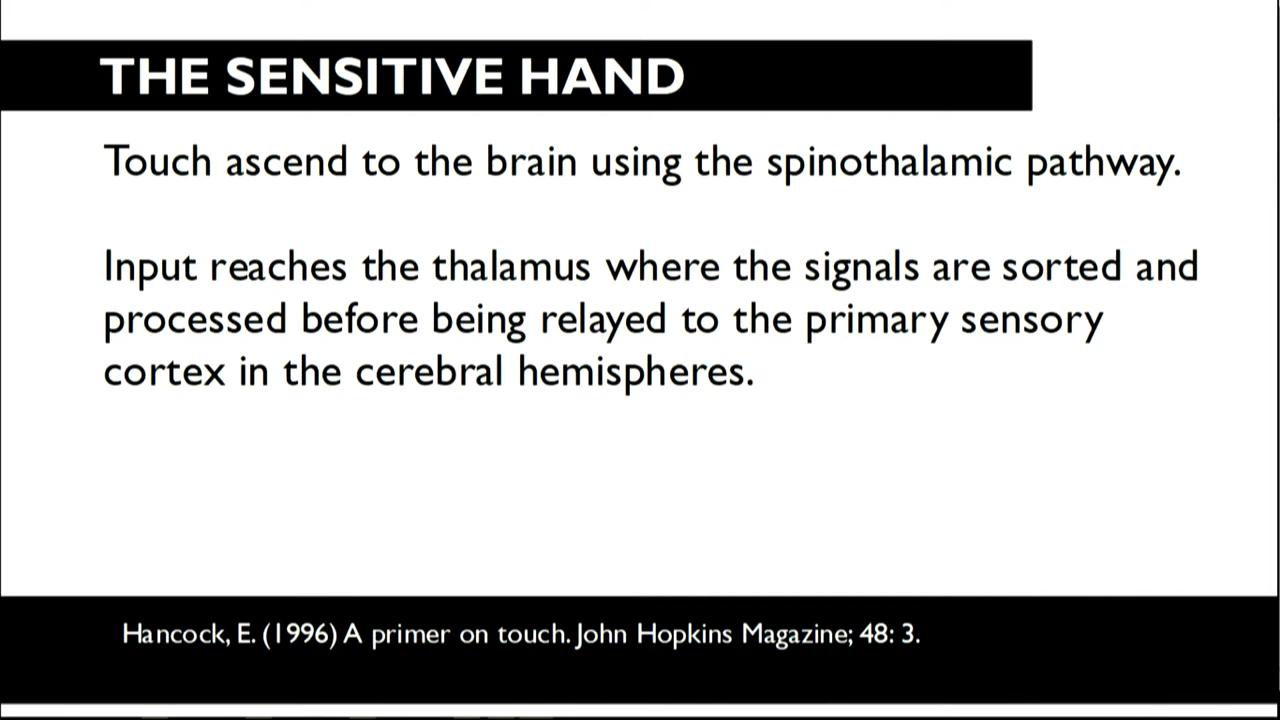 THE SENSITIVE HAND
Touch ascend to the brain using the spinothalamic pathway.
Input reaches the thalamus where the signals are sorted and
processed before being relayed to the primary sensory
cortex in the cerebral hemispheres.
Hancock, E. (1996) A primer on touch. John Hopkins Magazine; 48: 3.